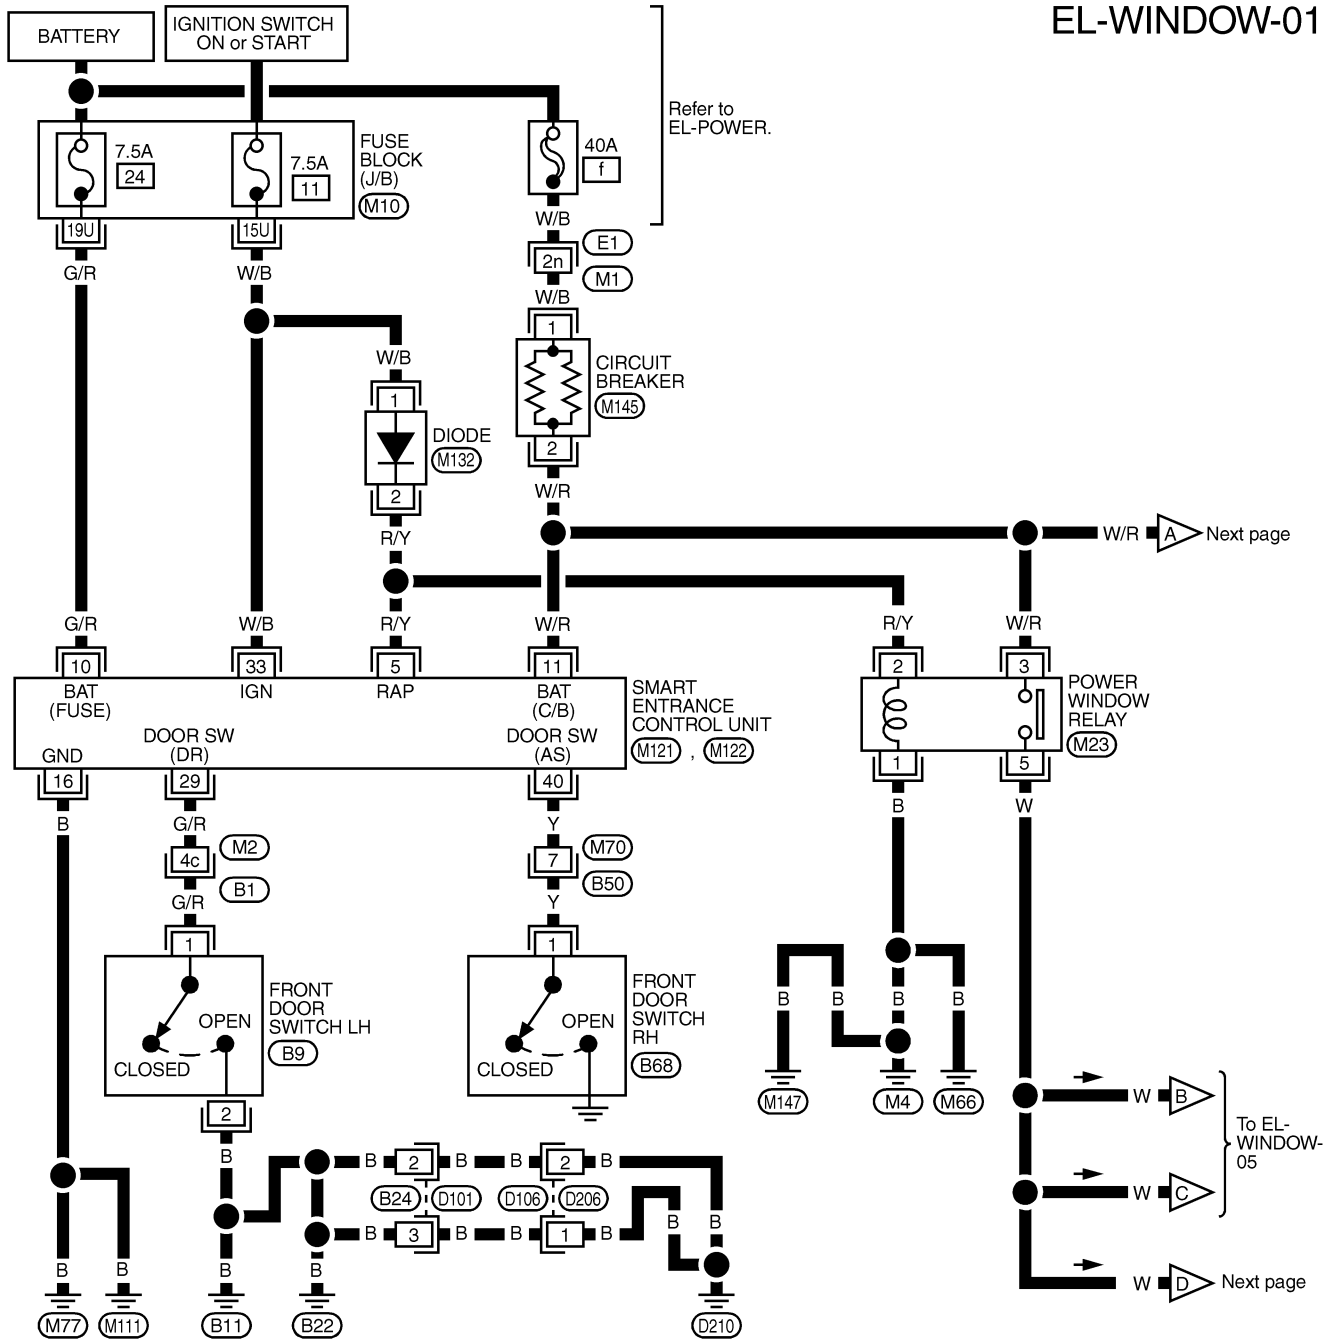 EL-WINDOW-01
BATTERY
IGNITION SWITCH
ON or START
Refer to
EL-POWER.
7.5A
24
7.5A
11
FUSE
BLOCK
(J/B)
M10
40A
f
19U
15U
W/B
E1
2n
M1
G/R
W/B
W/B
1
CIRCUIT
BREAKER
M145
2
W/B
1
DIODE
M132
2
W/R
R/Y
W/R
A
Next page
G/R
W/B
R/Y
W/R
R/Y
W/R
10
33
5
11
2
3
BAT
(FUSE)
IGN
RAP
BAT
(C/B)
SMART
ENTRANCE
CONTROL UNIT
M121 , M122
POWER
WINDOW
RELAY
M23
GND
DOOR SW
(DR)
DOOR SW
(AS)
16
29
40
1
5
B
G/R
Y
B
W
4c
M2
B1
7
M70
B50
G/R
Y
1
1
OPEN
CLOSED
FRONT
DOOR
SWITCH LH
B9
OPEN
CLOSED
FRONT
DOOR
SWITCH
RH
B68
B
B
B
B
M147
M4
M66
W
B
W
C
To EL-
WINDOW-
05
W
D
Next page
2
B
B
2
B
B
2
B
B24
D101
D106
D206
B
3
B
B
1
B
B
B
B
B
B
B
M77
M111
B11
B22
D210